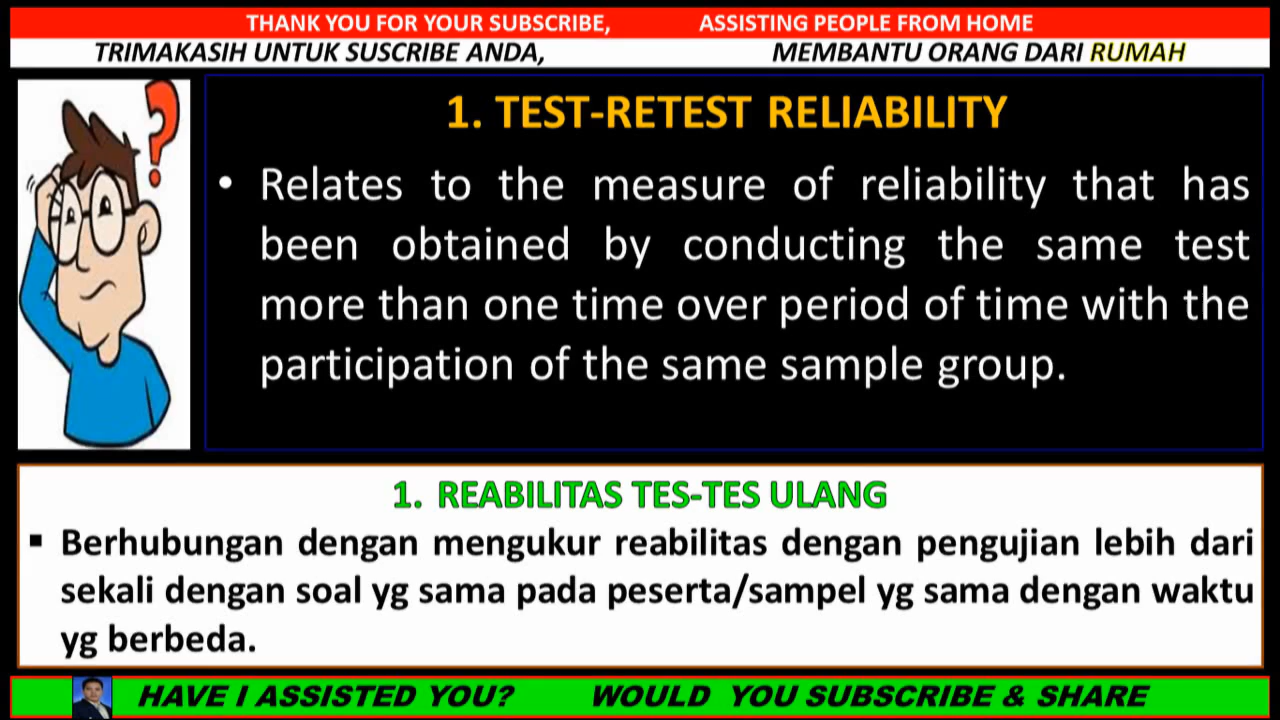 THANK YOU FOR YOUR SUBSCRIBE, ASSISTING PEOPLE FROM HOME
TRIMAKASIH UNTUK SUSCRIBE ANDA, MEMBANTU ORANG DARI RUMAH
?
1. TEST-RETEST RELIABILITY
• Relates to the measure of reliability that has
been obtained by conducting the same test
more than one time over period of time with the
participation of the same sample group.
1. REABILITAS TES-TES ULANG
▪ Berhubungan dengan mengukur reabilitas dengan pengujian lebih dari
sekali dengan soal yg sama pada peserta/sampel yg sama dengan waktu
yg berbeda.
HAVE I ASSISTED YOU? WOULD YOU SUBSCRIBE & SHARE